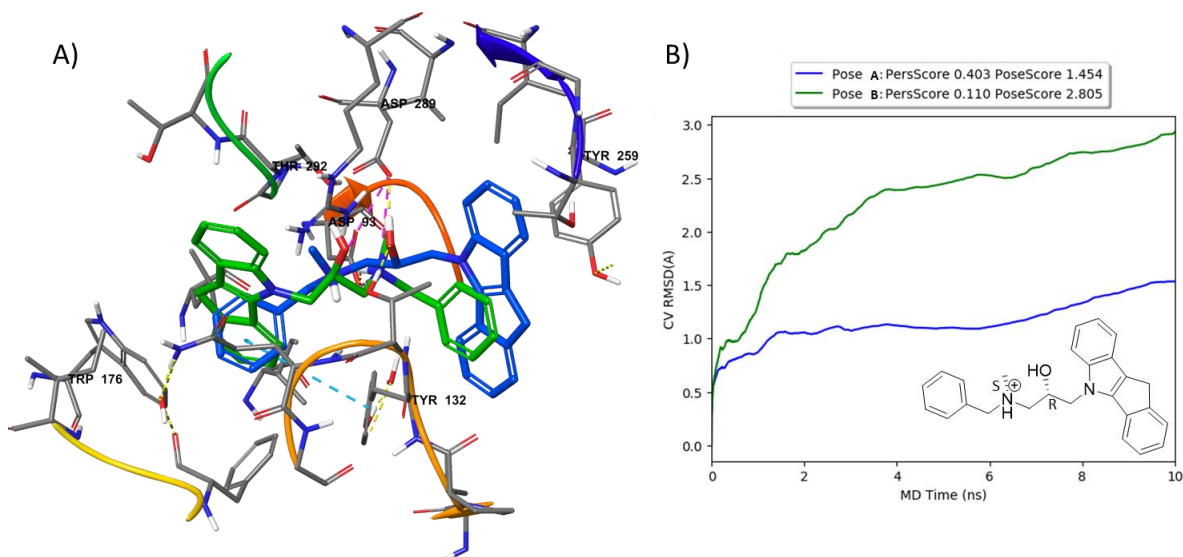 A)
ASP 289
TYR 259
THR 292
ASP 93
TRP 176
TYR 132
B)
Pose A: PersScore 0.403 PoseScore 1.454
Pose B: PersScore 0.110 PoseScore 2.805
CV RMSD(A)
3.0
2.5
2.0
1.5
1.0
0.5
0.0
0 2 4 6 8 10
MD Time (ns)
HO
S
+
N
H
R
N